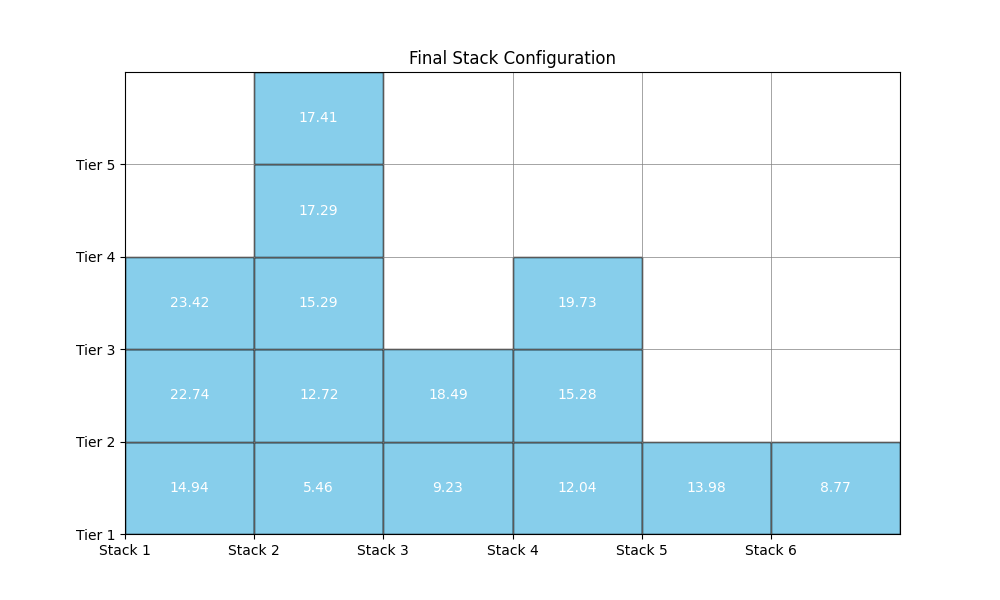 Final Stack Configuration
17.41
Tier 5
17.29
Tier 4
23.42 15.29 19.73
Tier 3
22.74 12.72 18.49 15.28
Tier 2
14.94 5.46 9.23 12.04 13.98 8.77
Tier 1
Stack 1 Stack 2 Stack 3 Stack 4 Stack 5 Stack 6